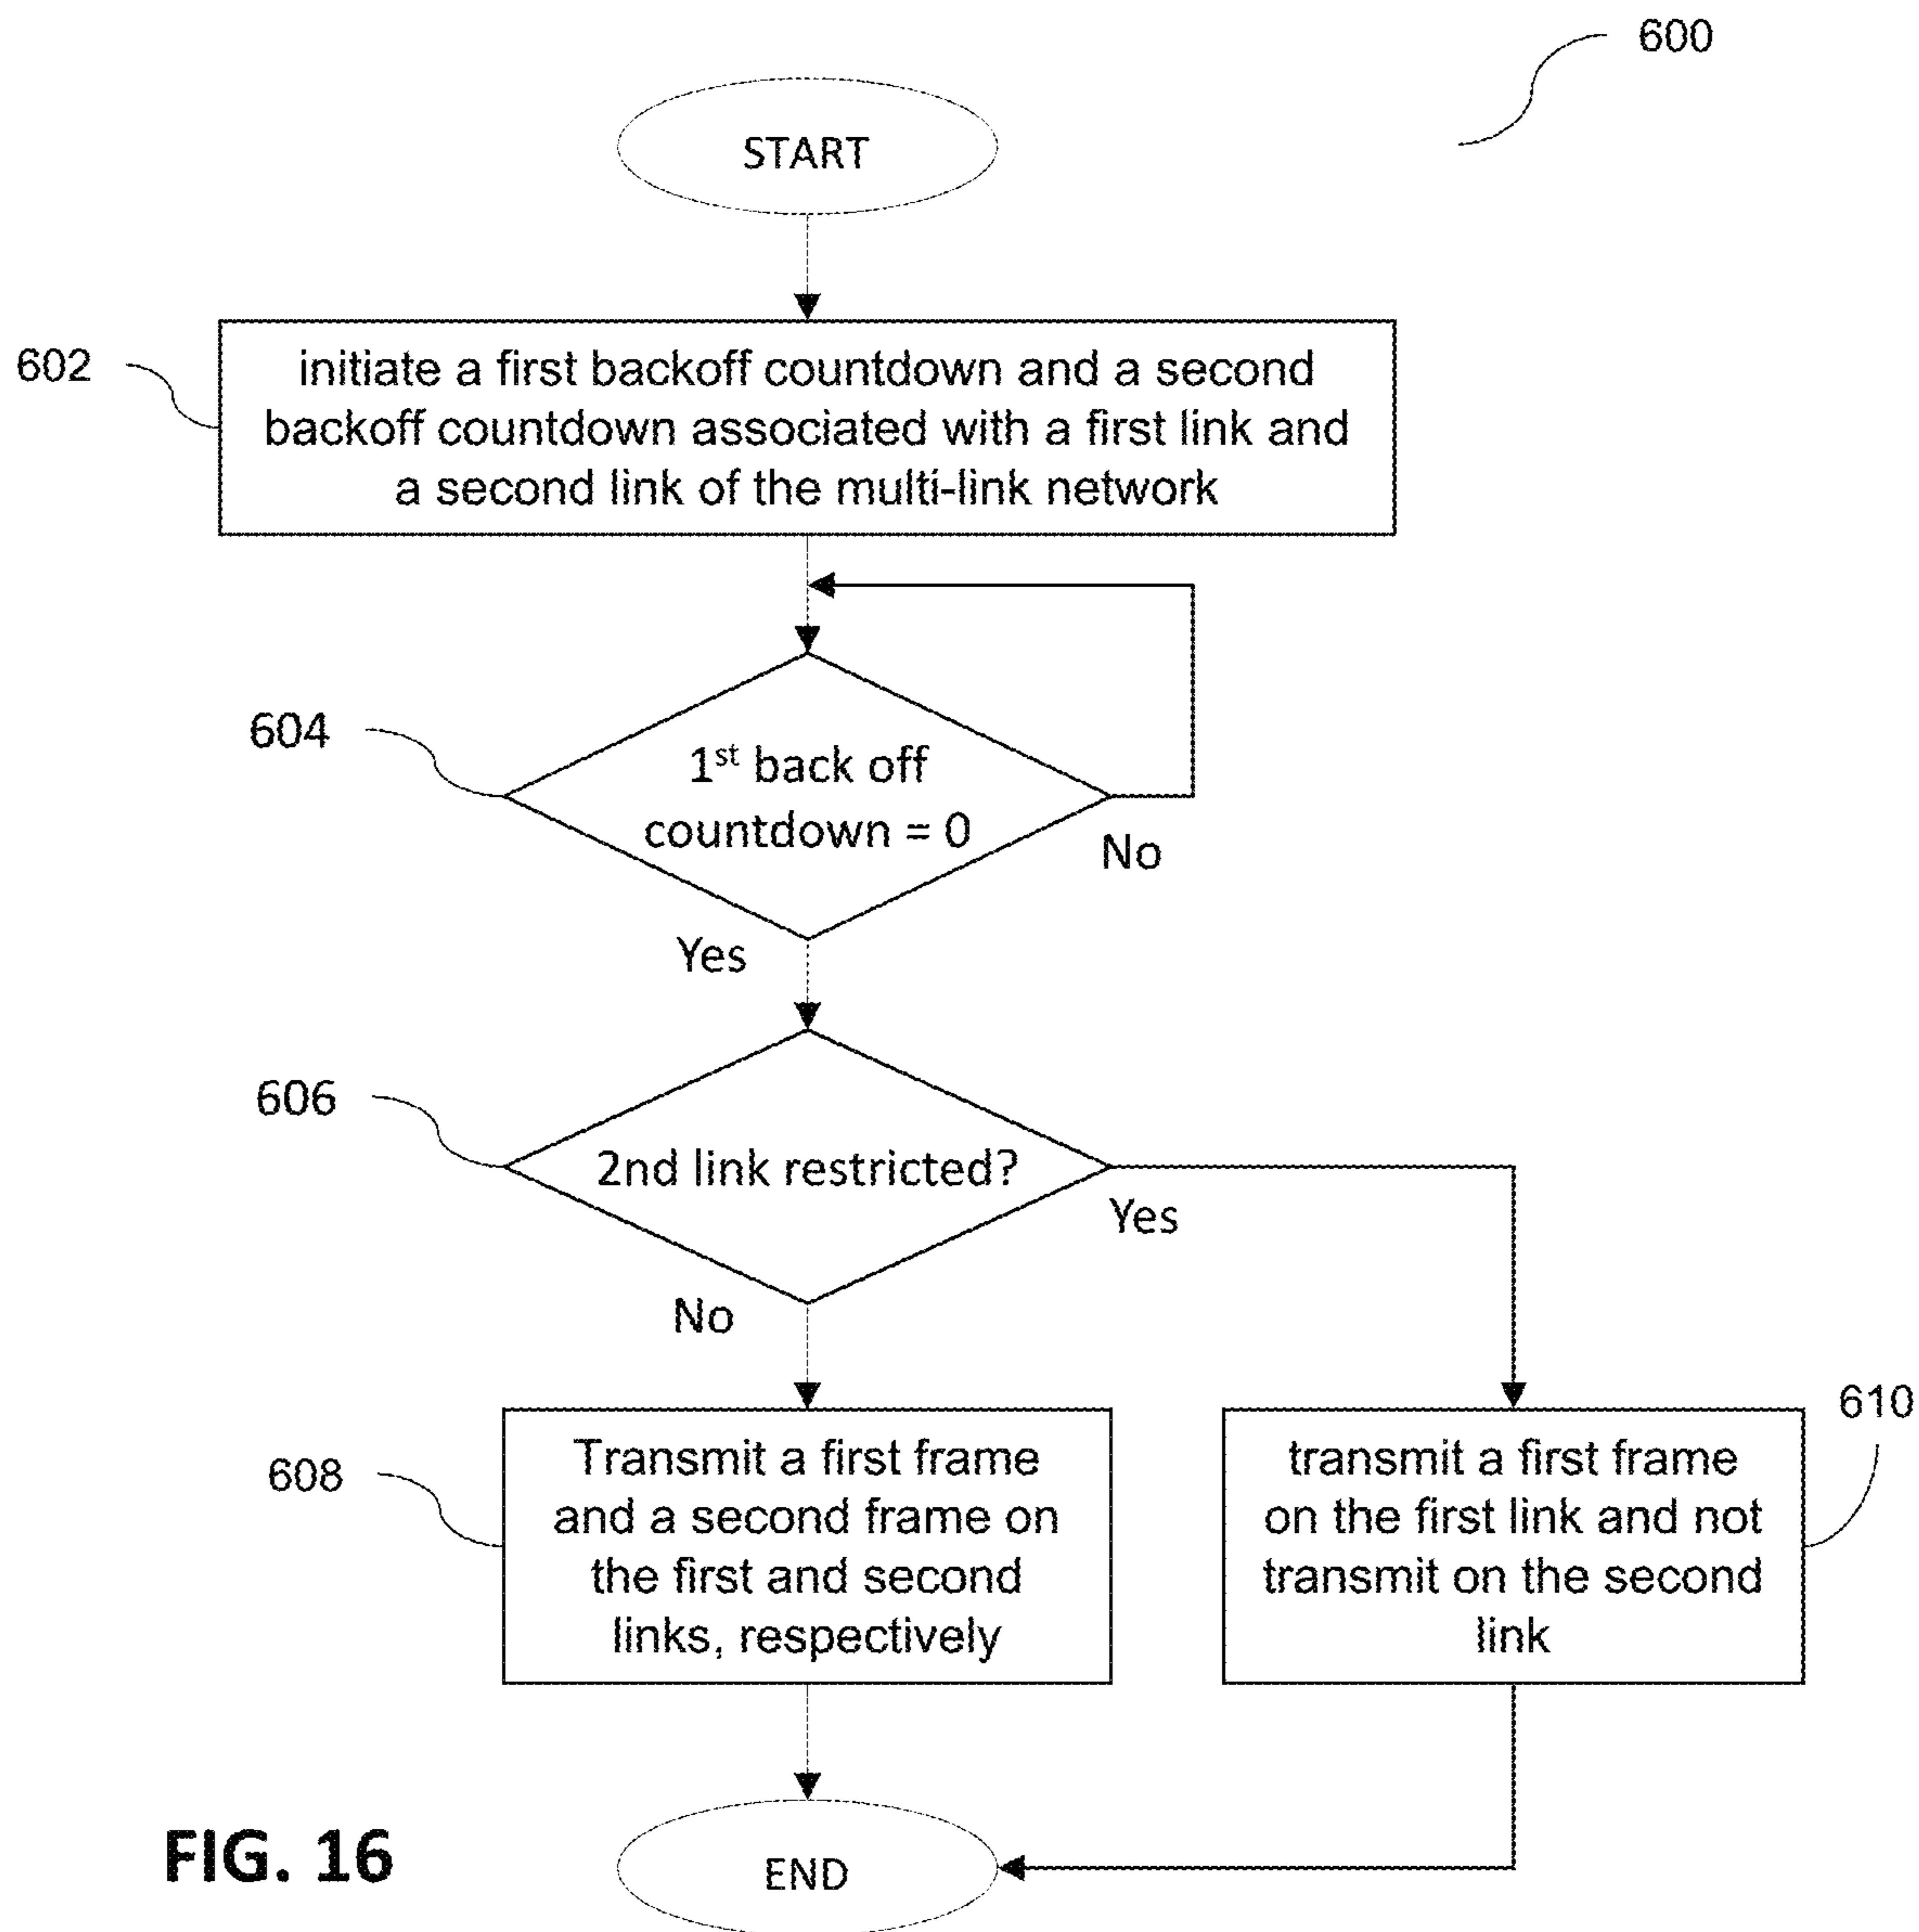 600
START
602
initiate a first backoff countdown and a second
backoff countdown associated with a first link and
a second link of the multi-link network
604
1st back off
countdown = 0
No
Yes
606
2nd link restricted?
Yes
No
608
Transmit a first frame
and a second frame on
the first and second
links, respectively
610
transmit a first frame
on the first link and not
transmit on the second
link
FIG. 16
END